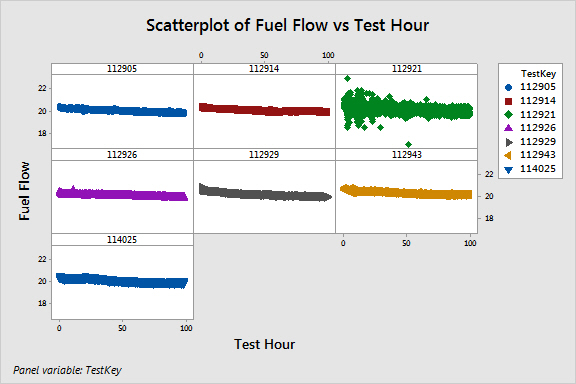 Scatterplot of Fuel Flow vs Test Hour
0 50 100
112905 112914 112921
22
20
18
112926 112929 112943
22
20
18
0 50 100
114025
22
20
18
0 50 100
Fuel Flow
Test Hour
TestKey
112905
112914
112921
112926
112929
112943
114025
Panel variable: TestKey